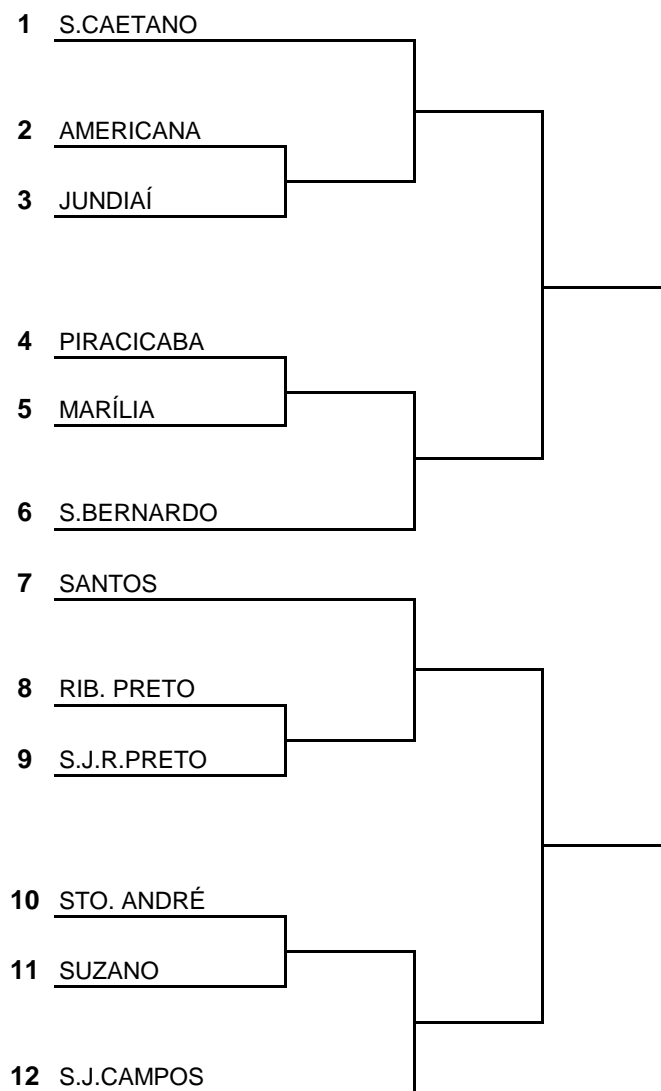 1 S.CAETANO
2 AMERICANA
3 JUNDIAÍ
4 PIRACICABA
5 MARÍLIA
6 S.BERNARDO
7 SANTOS
8 RIB. PRETO
9 S.J.R.PRETO
10 STO. ANDRÉ
11 SUZANO
12 S.J.CAMPOS